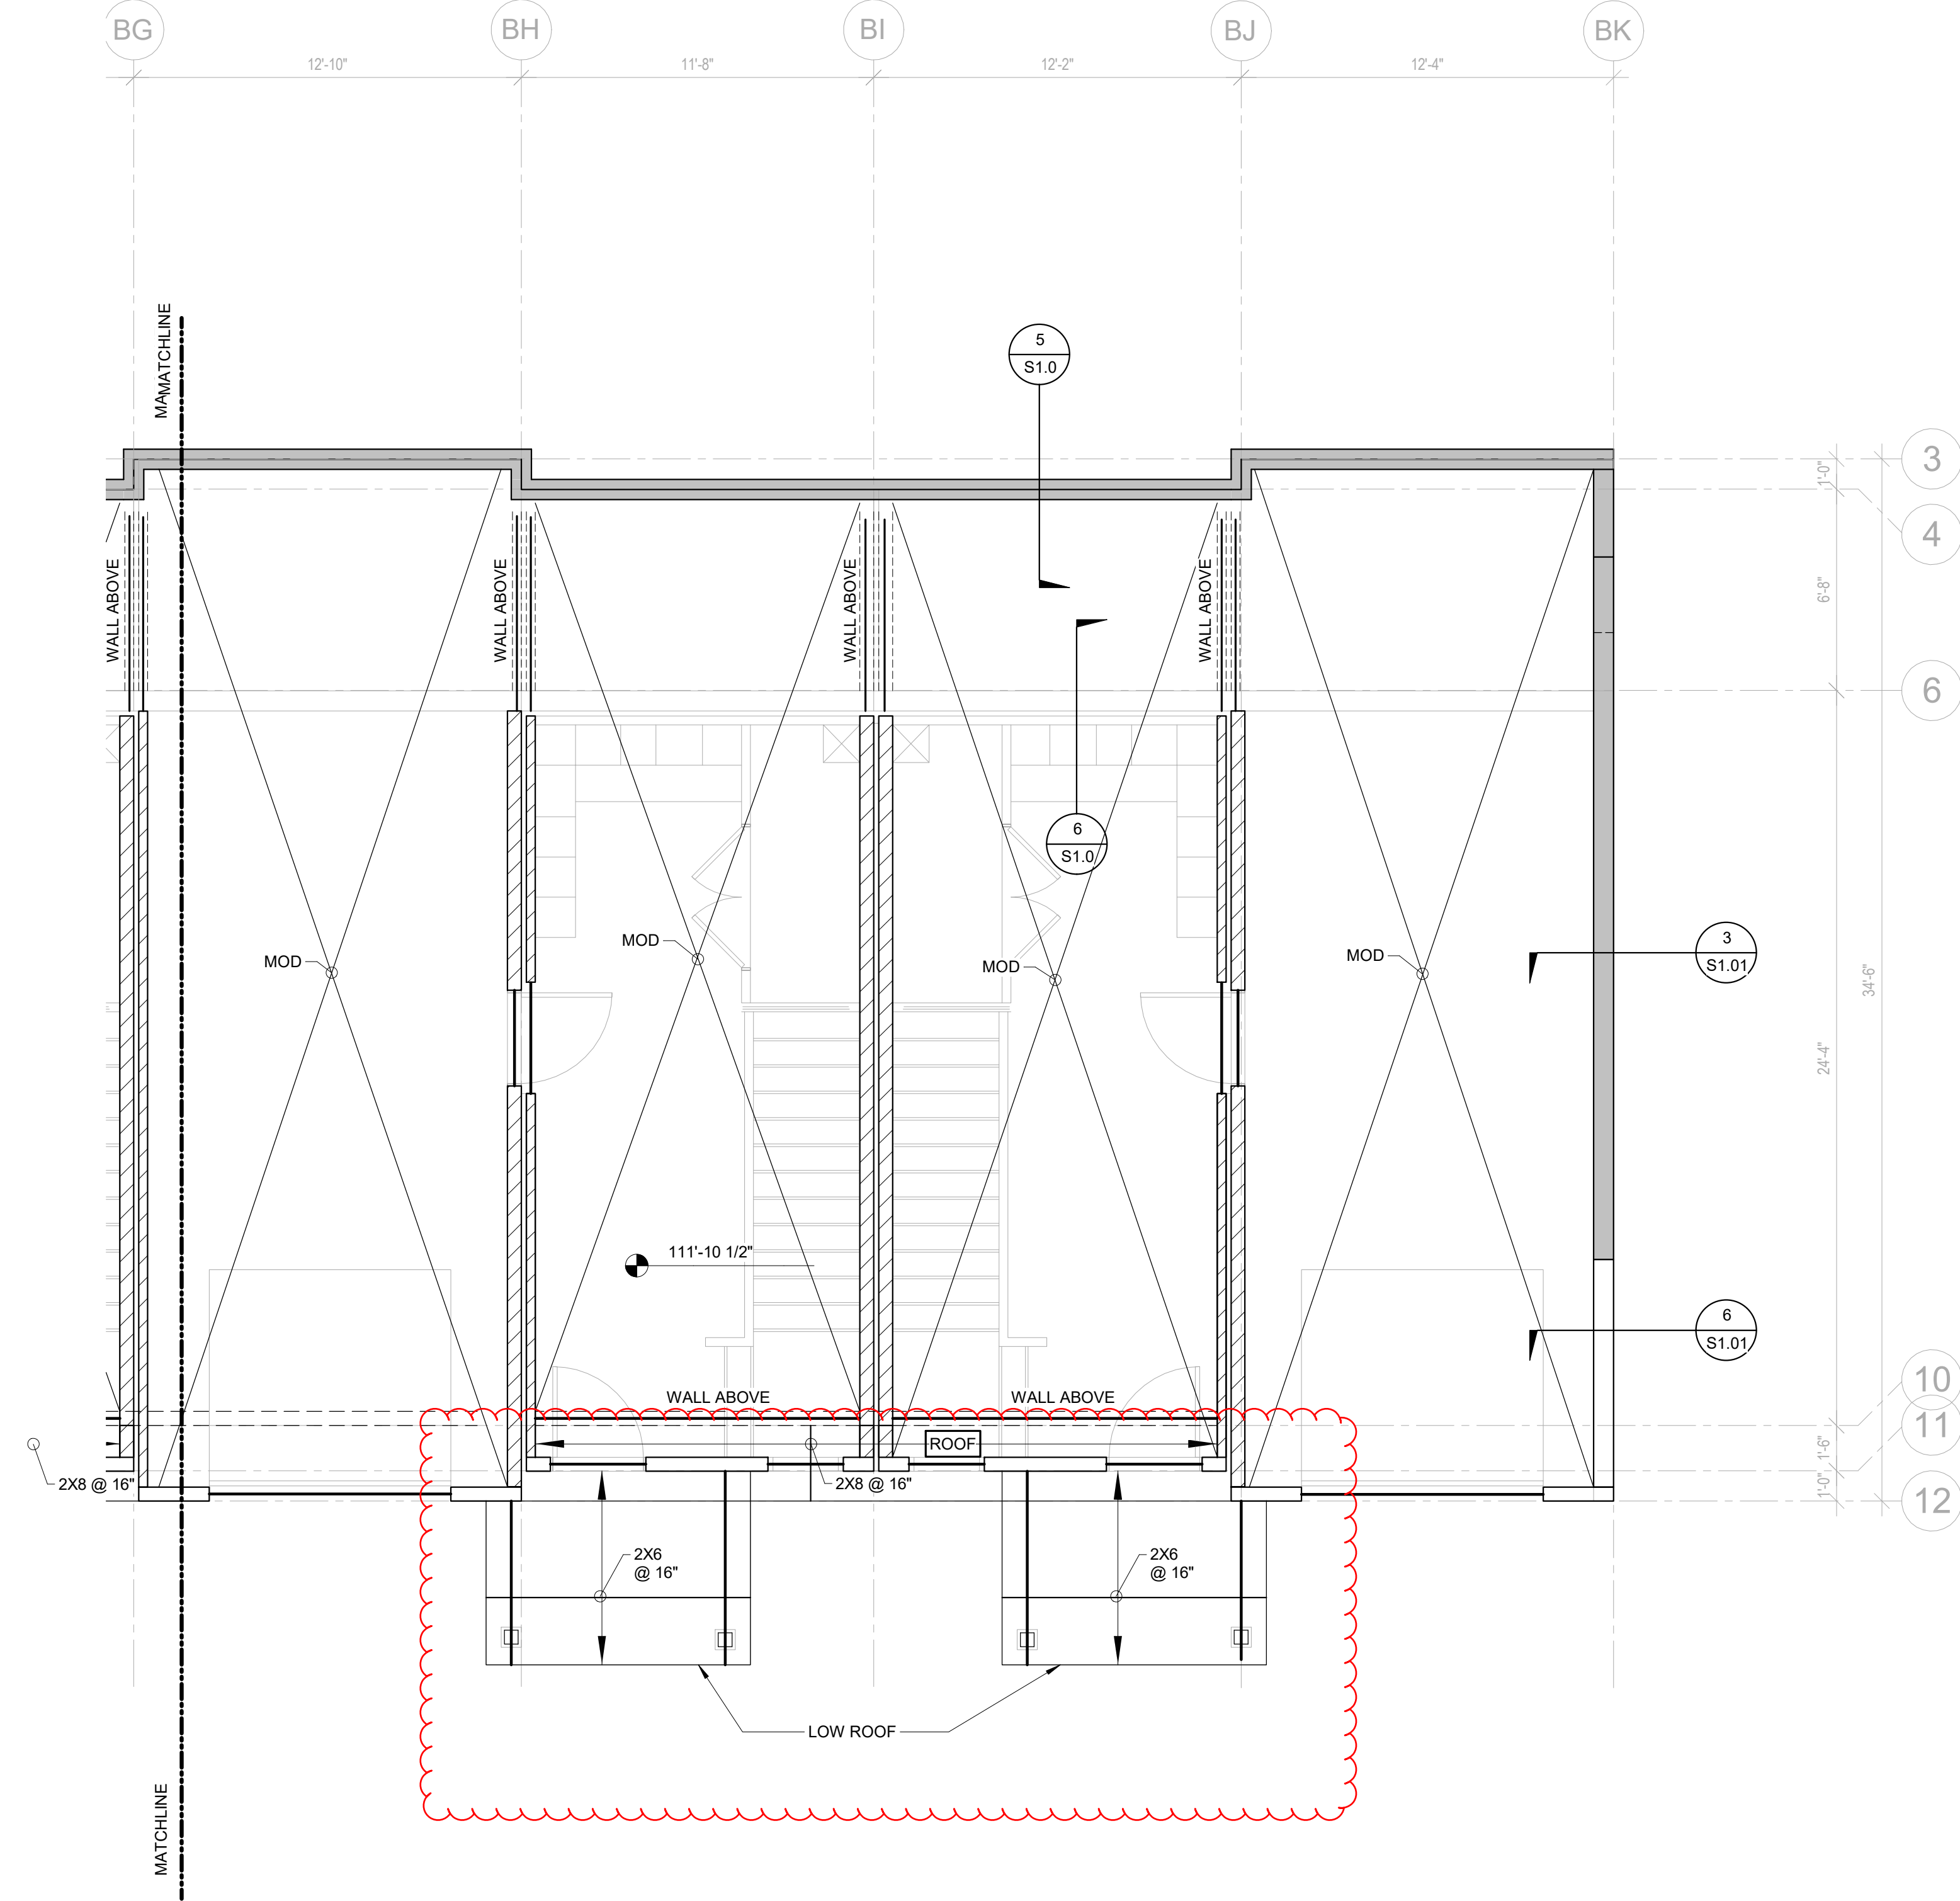 BG
BH
BI
BJ
BK
12'-10"
11'-8"
12'-2"
12'-4"
MATCHLINE
5
S1.0
3
1'-0"
4
WALL ABOVE
WALL ABOVE
WALL ABOVE
WALL ABOVE
6'-8"
6
6
S1.0
MOD
MOD
MOD
MOD
3
S1.01
34'-6"
24'-4"
111'-10 1/2"
6
S1.01
WALL ABOVE
WALL ABOVE
10
11
ROOF
1'-6"
2X8 @ 16"
2X8 @ 16"
1'-0"
12
2X6
@ 16"
2X6
@ 16"
LOW ROOF
MATCHLINE